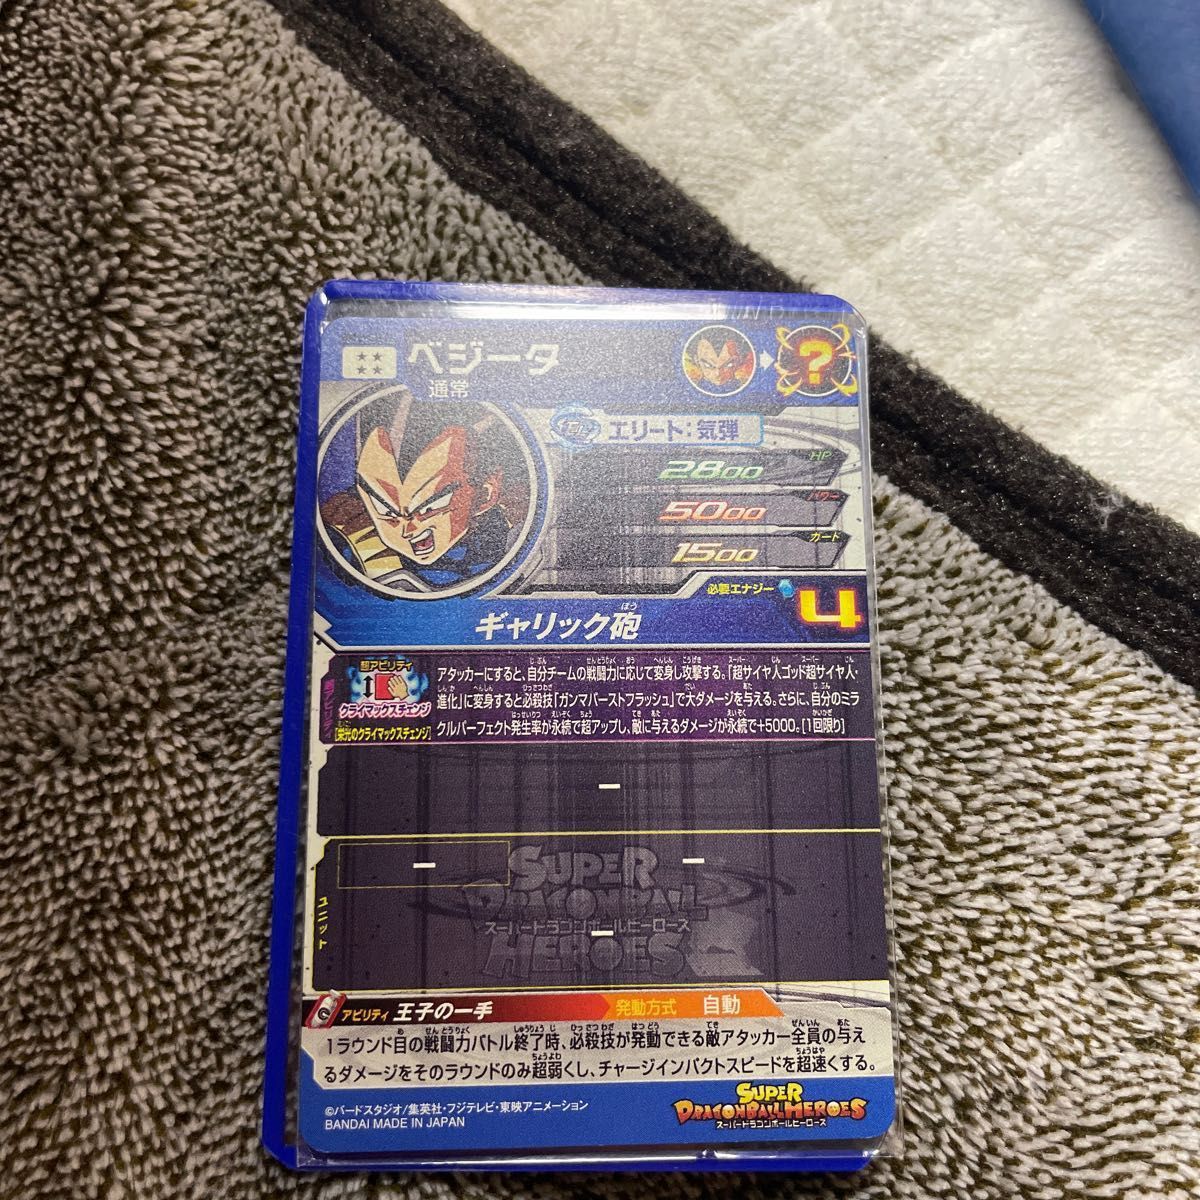 ベジータ
通常
エリート:気弾
HP
2800
パワー
5000
ガード
1500
必要エナジー
4
ギャリック砲
超アビリティ
クライマックスチェンジ
[栄光のクライマックスチェンジ]
アタッカーにすると、自分チームの戦闘力に応じて変身し攻撃する。「超サイヤ人ゴッド超サイヤ人・
進化」に変身すると必殺技「ガンマバーストフラッシュ」で大ダメージを与える。さらに、自分のミラ
クルパーフェクト発生率が永続で超アップし、敵に与えるダメージが永続で+5000。[1回限り]
ー
ユニット
ー
ー
ー
SUPER
DRAGONBALL
スーパードラゴンボールヒーローズ
HEROES
アビリティ 王子の一手
発動方式 自動
1ラウンド目の戦闘力バトル終了時、必殺技が発動できる敵アタッカー全員の与え
るダメージをそのラウンドのみ超弱くし、チャージインパクトスピードを超速くする。
©バードスタジオ/集英社・フジテレビ・東映アニメーション
BANDAI MADE IN JAPAN
SUPER
DRAGONBALL HEROES
スーパードラゴンボールヒーローズ